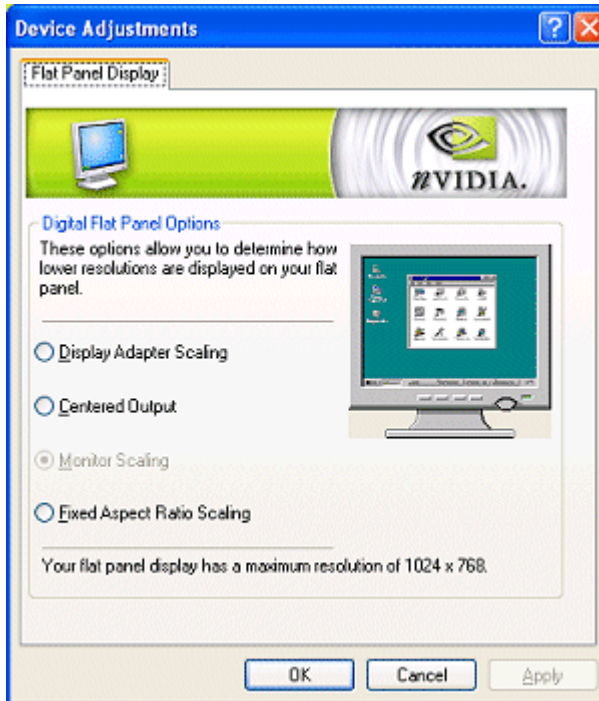 Device Adjustments
Flat Panel Display
nVIDIA.
Digital Flat Panel Options
These options allow you to determine how
lower resolutions are displayed on your flat
panel.
Display Adapter Scaling
Centered Output
Monitor Scaling
Fixed Aspect Ratio Scaling
Your flat panel display has a maximum resolution of 1024 x 768.
OK
Cancel
Apply